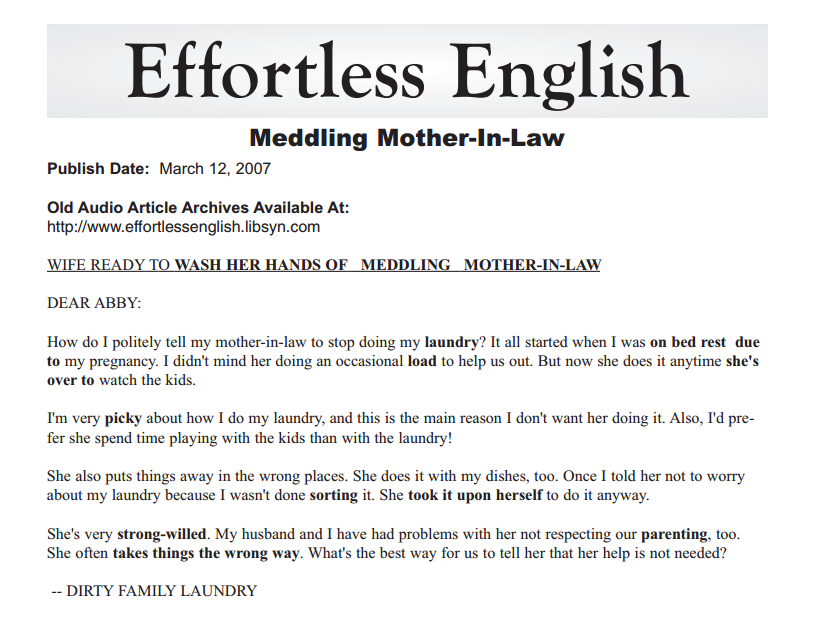 Effortless English
Meddling Mother-In-Law
Publish Date: March 12, 2007
Old Audio Article Archives Available At:
http://www.effortlessenglish.libsyn.com
WIFE READY TO WASH HER HANDS OF MEDDLING MOTHER-IN-LAW
DEAR ABBY:
How do I politely tell my mother-in-law to stop doing my laundry? It all started when I was on bed rest due
to my pregnancy. I didn't mind her doing an occasional load to help us out. But now she does it anytime she's
over to watch the kids.
I'm very picky about how I do my laundry, and this is the main reason I don't want her doing it. Also, I'd pre-
fer she spend time playing with the kids than with the laundry!
She also puts things away in the wrong places. She does it with my dishes, too. Once I told her not to worry
about my laundry because I wasn't done sorting it. She took it upon herself to do it anyway.
She's very strong-willed. My husband and I have had problems with her not respecting our parenting, too.
She often takes things the wrong way. What's the best way for us to tell her that her help is not needed?
-- DIRTY FAMILY LAUNDRY